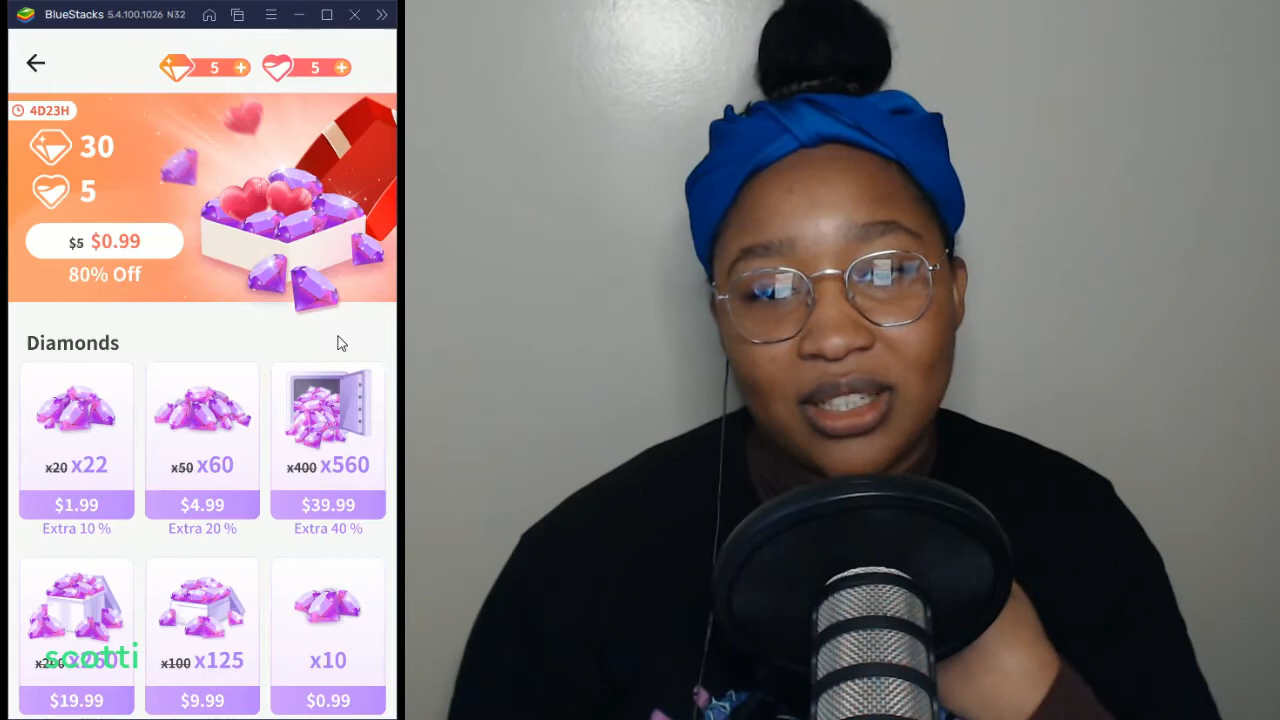 BlueStacks 5.4.100.1026 N32
5 + 5 +
4D23H
30
5
$5 $0.99
80% Off
Diamonds
x20 x22 x50 x60 x400 x560
$1.99 $4.99 $39.99
Extra 10 % Extra 20 % Extra 40 %
scotti
x100 x125 x10
$19.99 $9.99 $0.99